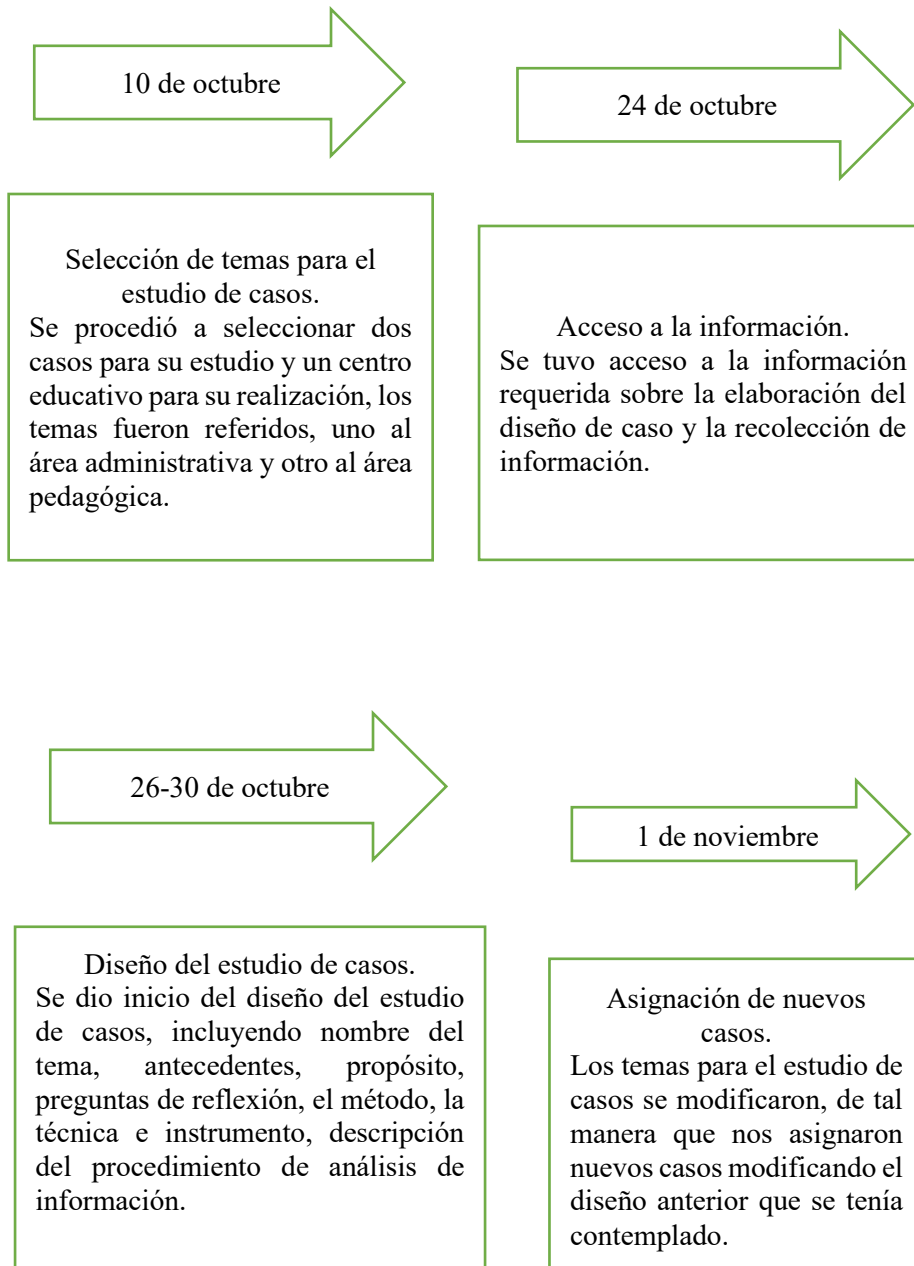 10 de octubre
24 de octubre
Selección de temas para el
estudio de casos.
Se procedió a seleccionar dos
casos para su estudio y un centro
educativo para su realización, los
temas fueron referidos, uno al
área administrativa y otro al área
pedagógica.
Acceso a la información.
Se tuvo acceso a la información
requerida sobre la elaboración del
diseño de caso y la recolección de
información.
26-30 de octubre
1 de noviembre
Diseño del estudio de casos.
Se dio inicio del diseño del estudio
de casos, incluyendo nombre del
tema, antecedentes, propósito,
preguntas de reflexión, el método, la
técnica e instrumento, descripción
del procedimiento de análisis de
información.
Asignación de nuevos
casos.
Los temas para el estudio de
casos se modificaron, de tal
manera que nos asignaron
nuevos casos modificando el
diseño anterior que se tenía
contemplado.